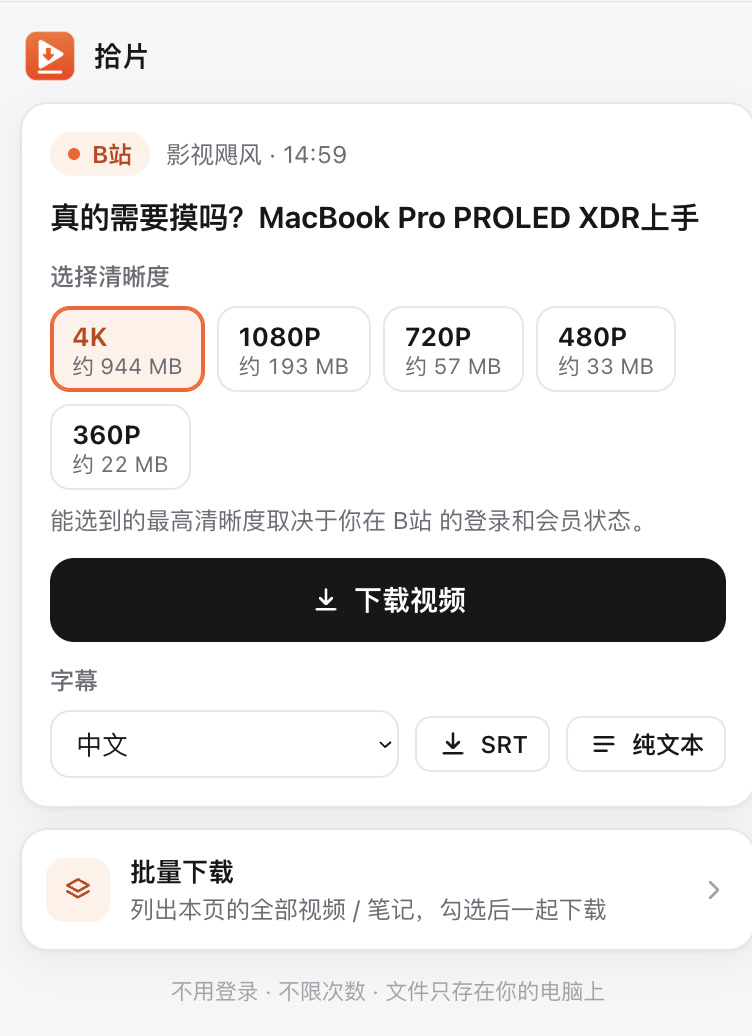 拾片
B站 影视飓风 · 14:59
真的需要摸吗？MacBook Pro PROLED XDR上手
选择清晰度
4K 1080P 720P 480P
约 944 MB 约 193 MB 约 57 MB 约 33 MB
360P
约 22 MB
能选到的最高清晰度取决于你在 B站 的登录和会员状态。
下载视频
字幕
中文 SRT 纯文本
批量下载
列出本页的全部视频 / 笔记，勾选后一起下载
不用登录 · 不限次数 · 文件只存在你的电脑上